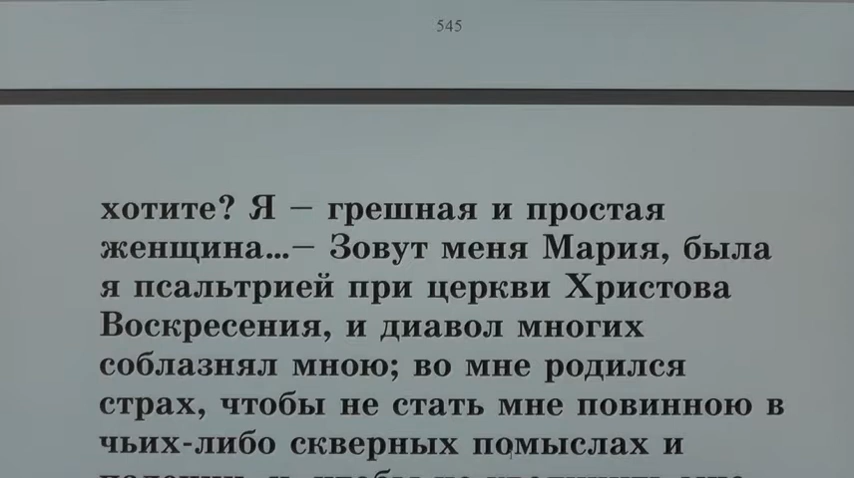 545
хотите? Я – грешная и простая
женщина...– Зовут меня Мария, была
я псальтрией при церкви Христова
Воскресения, и диавол многих
соблазнял мною; во мне родился
страх, чтобы не стать мне повинною в
чьих-либо скверных помыслах и